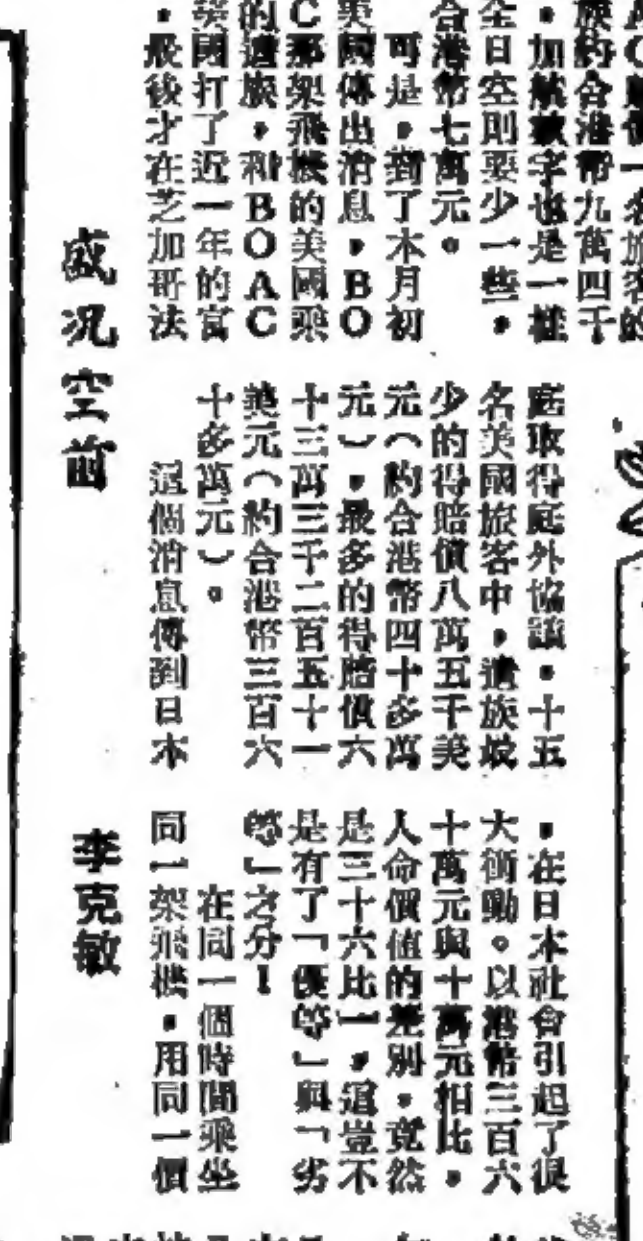 族約合港幣九萬四千
，加航數字也是一樣
全日空則要少一些，
合港幣七萬元。
可是，到了本月初
美國傳出消息，BO
C那架飛機的美國乘
的遺族，和BOAC
美國打了近一年的官
，最後才在芝加哥法
庭取得庭外協議，十五
名美國旅客中，遺族最
少的得賠償八萬五千美
元（約合港幣四十多萬
元），最多的得賠償六
十三萬三千二百五十一
美元（約合港幣三百六
十多萬元）。
這個消息傳到日本
，在日本社會引起了很
大衝動。以港幣三百六
十萬元與十萬元相比，
人命價值的差別，竟然
是三十六比一，這豈不
是有了「優等」與「劣
等」之分！
在同一個時間乘坐
同一架飛機，用同一價
盛況空前
李克敏